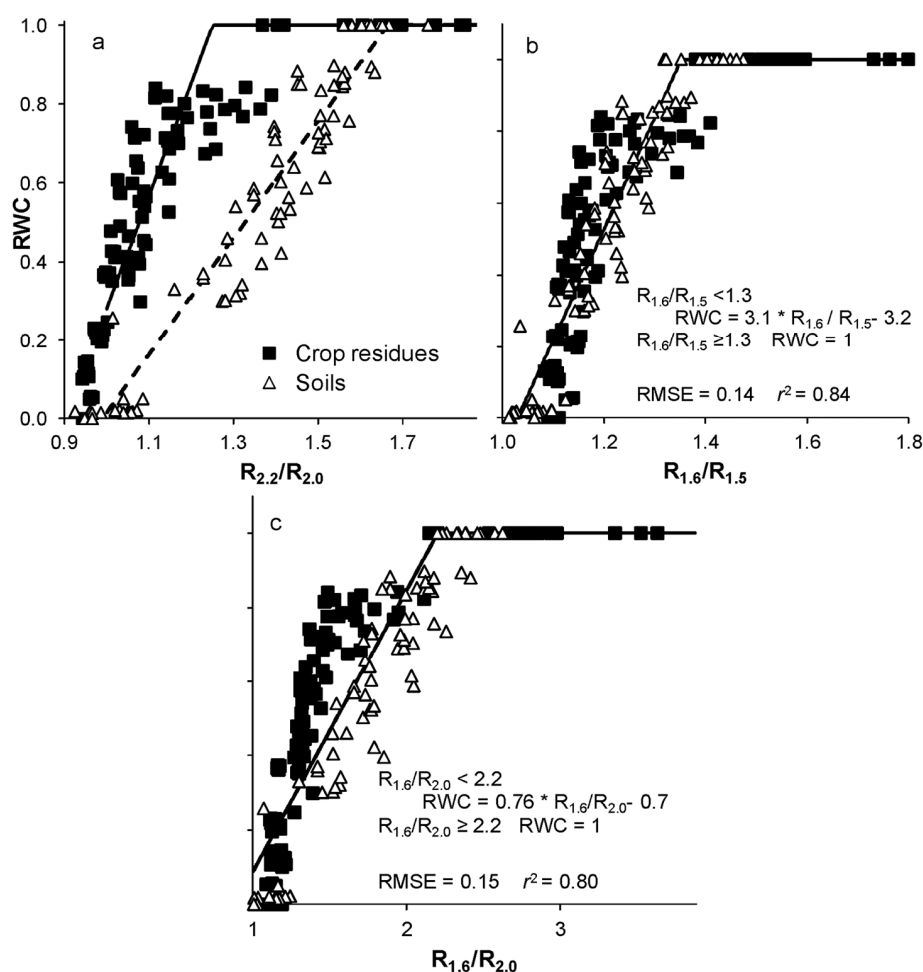 a
1.0
0.8
0.6
0.4
0.2
0.0
RWC
Crop residues
Soils
0.9 1.1 1.3 1.5 1.7
R2.2/R2.0
b
R1.6/R1.5 <1.3
RWC = 3.1 * R1.6 / R1.5- 3.2
R1.6/R1.5 ≥1.3 RWC = 1
RMSE = 0.14 r² = 0.84
1.0 1.2 1.4 1.6 1.8
R1.6/R1.5
c
R1.6/R2.0 < 2.2
RWC = 0.76 * R1.6/R2.0- 0.7
R1.6/R2.0 ≥ 2.2 RWC = 1
RMSE = 0.15 r² = 0.80
1 2 3
R1.6/R2.0